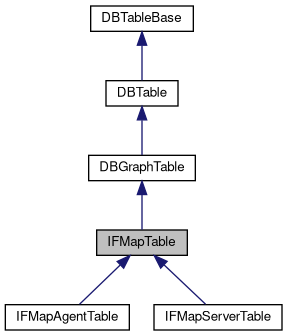 DBTableBase
DBTable
DBGraphTable
IFMapTable
IFMapAgentTable
IFMapServerTable